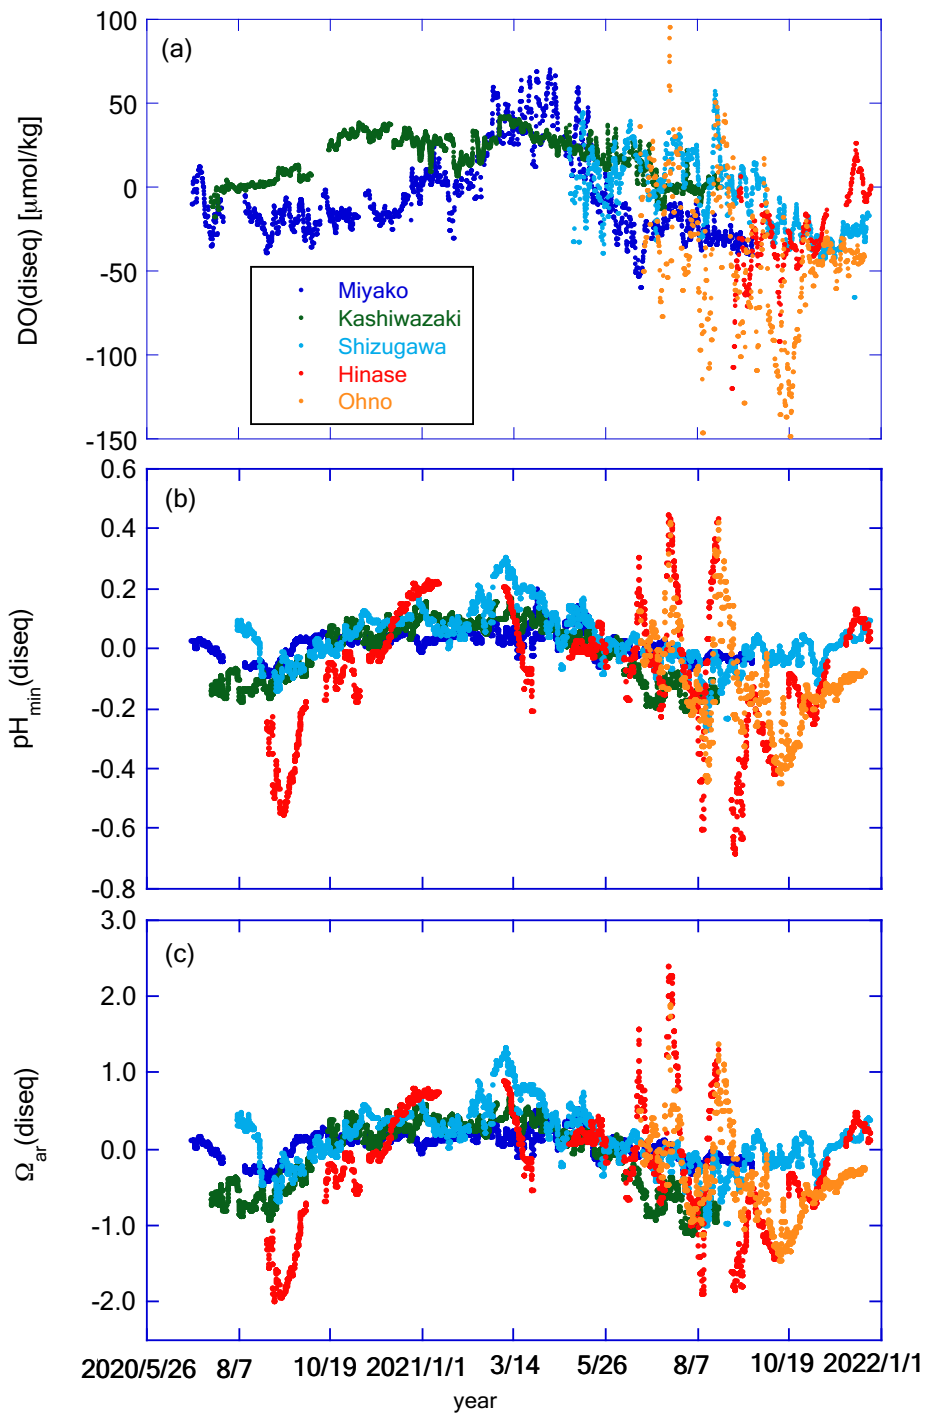 100
(a)
50
0
-50
-100
-150
DO(diseq) [μmol/kg]
Miyako
Kashiwazaki
Shizugawa
Hinase
Ohno
0.6
(b)
0.4
0.2
0.0
-0.2
-0.4
-0.6
-0.8
pHmin(diseq)
3.0
(c)
2.0
1.0
0.0
-1.0
-2.0
Ωar(diseq)
2020/5/26 8/7 10/19 2021/1/1 3/14 5/26 8/7 10/19 2022/1/1
year